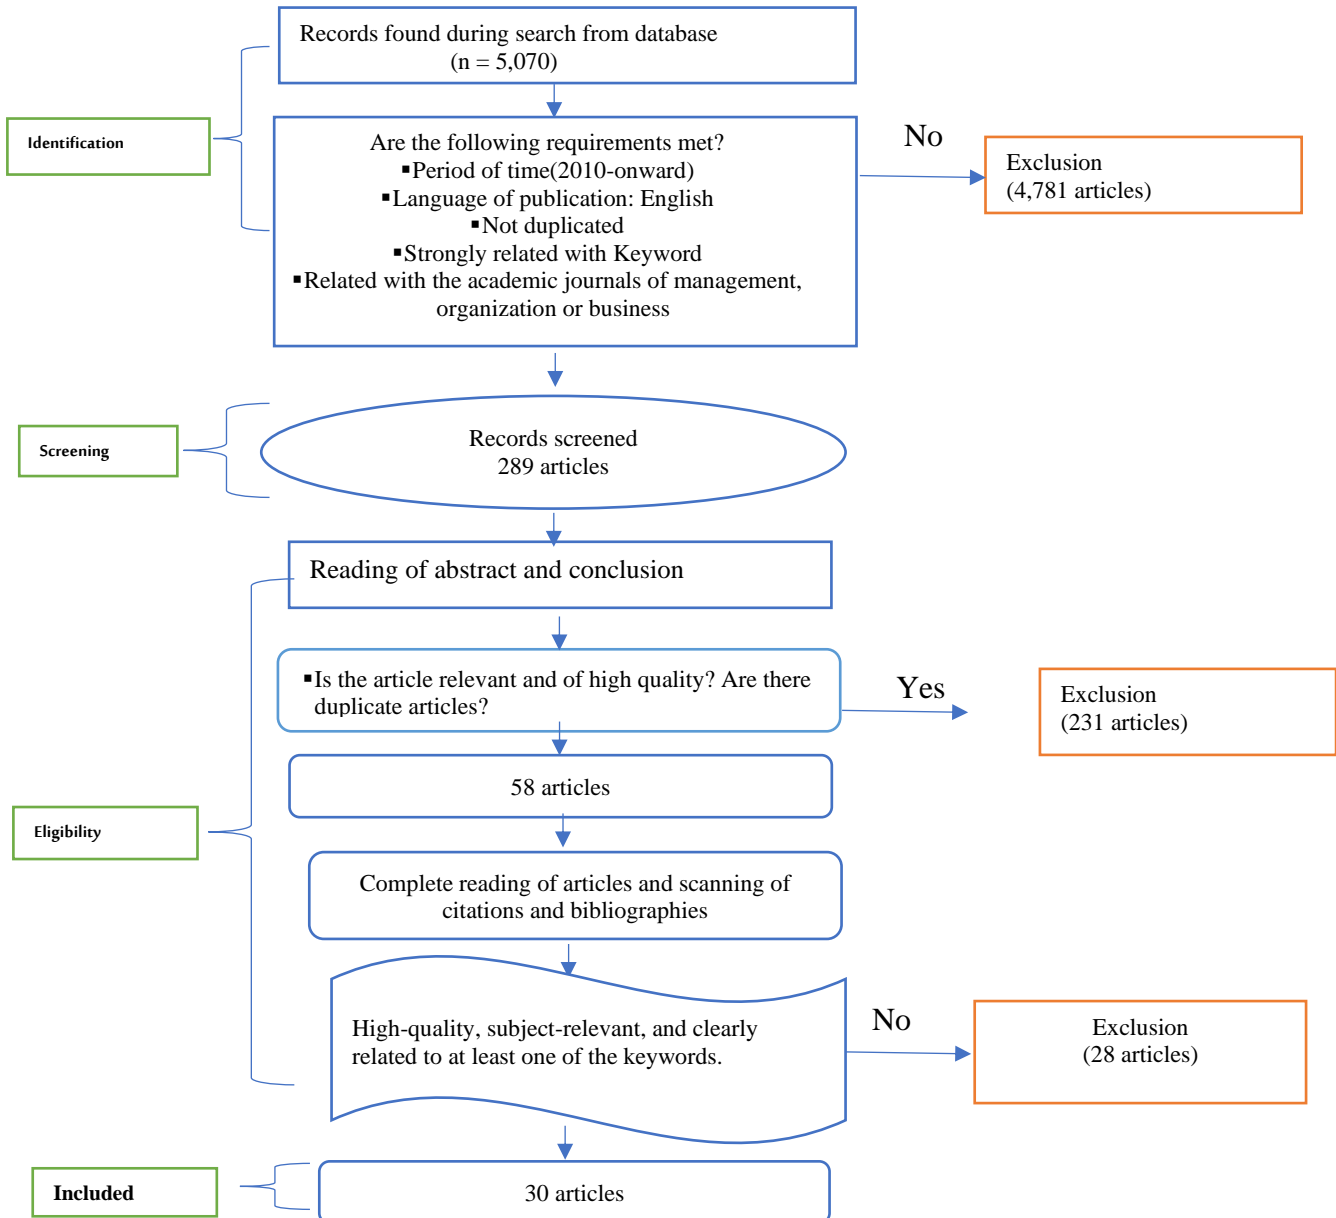 Records found during search from database
(n = 5,070)
Identification
Are the following requirements met?
▪Period of time(2010-onward)
▪Language of publication: English
▪Not duplicated
▪Strongly related with Keyword
▪Related with the academic journals of management,
organization or business
No
Exclusion
(4,781 articles)
Screening
Records screened
289 articles
Reading of abstract and conclusion
▪Is the article relevant and of high quality? Are there
duplicate articles?
Yes
Exclusion
(231 articles)
58 articles
Eligibility
Complete reading of articles and scanning of
citations and bibliographies
High-quality, subject-relevant, and clearly
related to at least one of the keywords.
No
Exclusion
(28 articles)
Included
30 articles